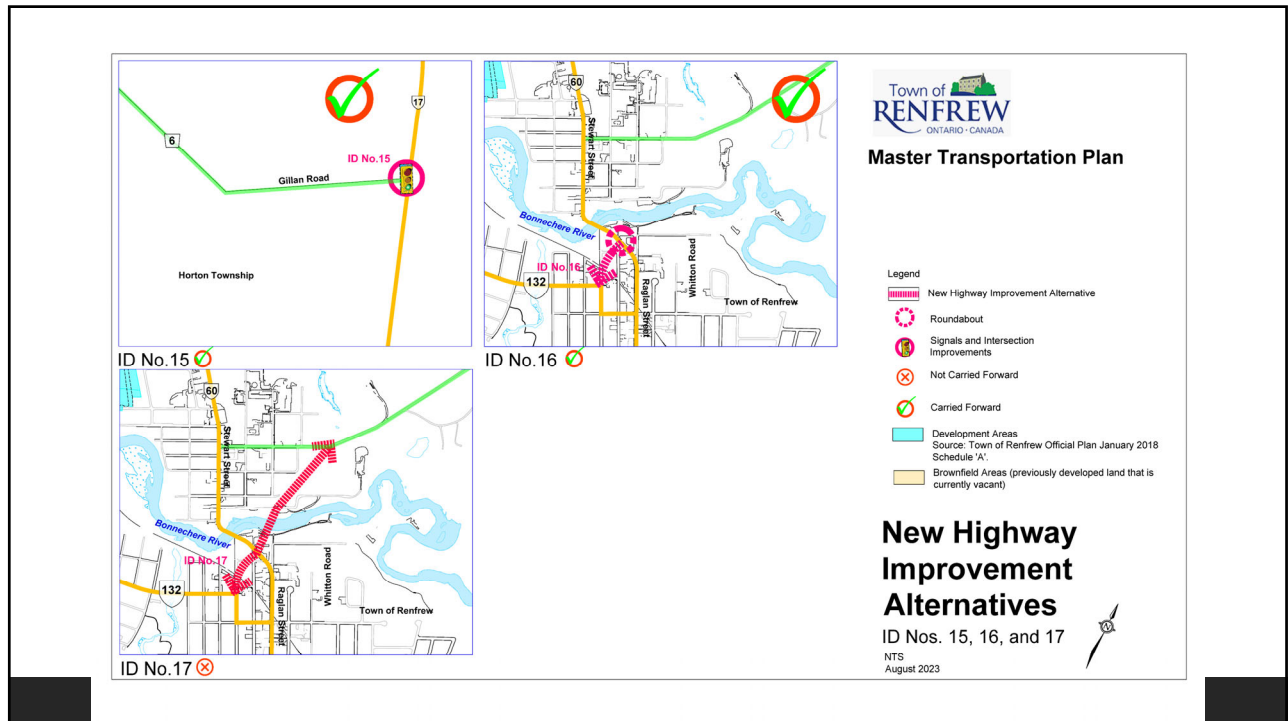 17
6
ID No.15
Gillan Road
Horton Township
ID No.15
60
Stewart Street
Bonnechere River
ID No.16
132
Raglan Street
Whitton Road
Town of Renfrew
ID No.16
60
Stewart Street
Bonnechere River
ID No.17
132
Raglan Street
Whitton Road
Town of Renfrew
ID No.17
Town of
RENFREW
ONTARIO • CANADA
Master Transportation Plan
Legend
New Highway Improvement Alternative
Roundabout
Signals and Intersection
Improvements
Not Carried Forward
Carried Forward
Development Areas
Source: Town of Renfrew Official Plan January 2018
Schedule 'A'.
Brownfield Areas (previously developed land that is
currently vacant)
New Highway
Improvement
Alternatives
ID Nos. 15, 16, and 17
NTS
August 2023
N